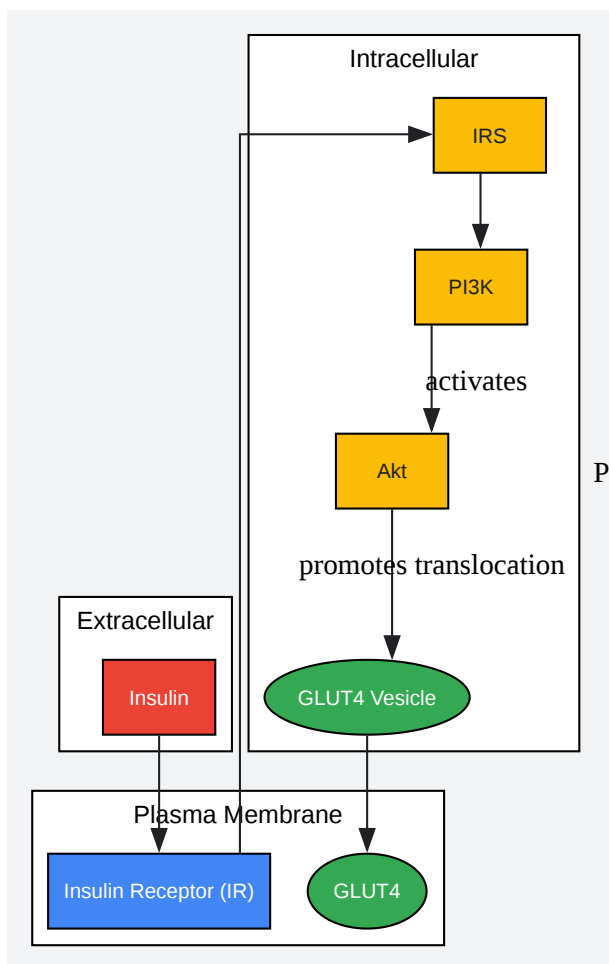 Intracellular
IRS
PI3K
activates
Akt
P
promotes translocation
Extracellular
Insulin
GLUT4 Vesicle
Plasma Membrane
Insulin Receptor (IR)
GLUT4